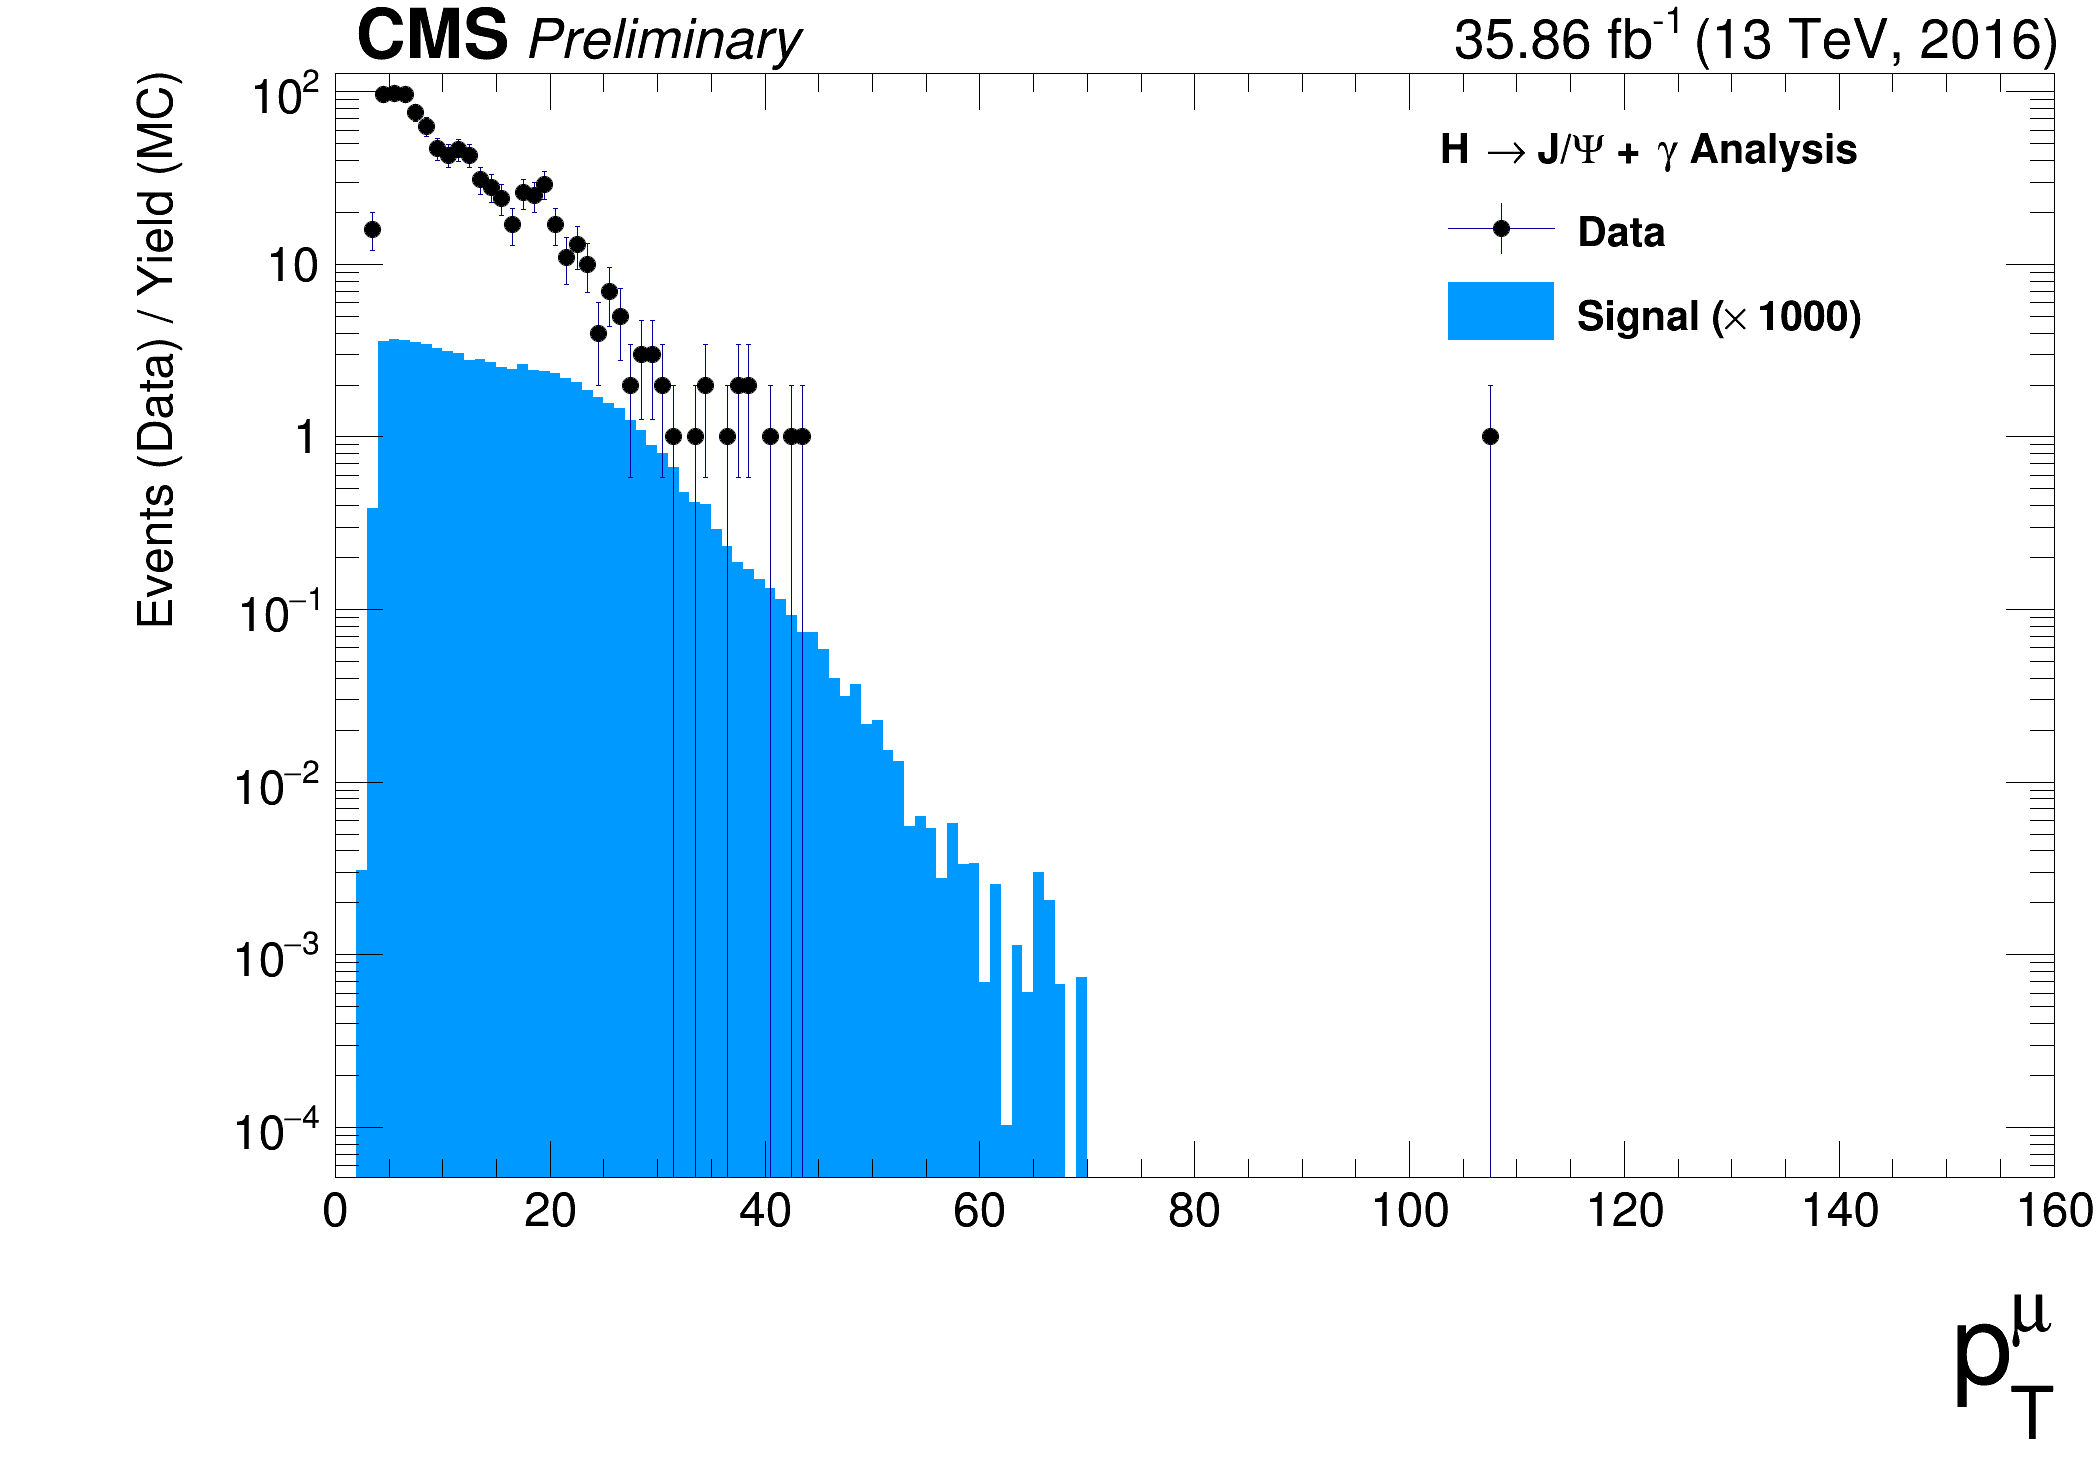 CMS Preliminary 35.86 fb⁻¹ (13 TeV, 2016)
Events (Data) / Yield (MC)
10²
10
1
10⁻¹
10⁻²
10⁻³
10⁻⁴
H → J/Ψ + γ Analysis
Data
Signal (× 1000)
0 20 40 60 80 100 120 140 160
p_T^μ